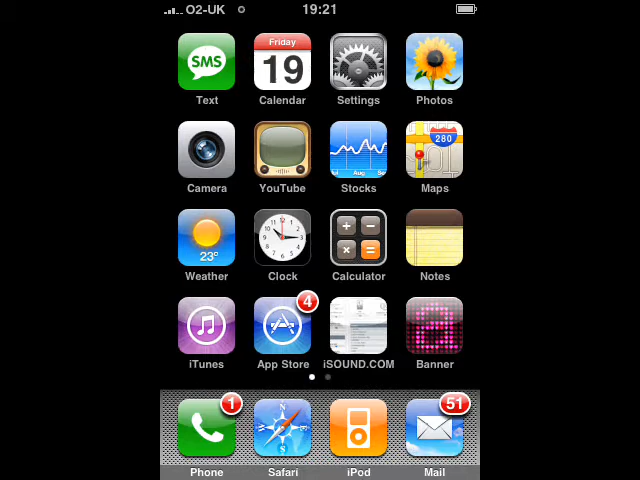 O2-UK 19:21
SMS Friday 19 280
Text Calendar Settings Photos
Camera YouTube Stocks Maps
23°
Weather Clock Calculator Notes
4 a
iTunes App Store iSOUND.COM Banner
1 51
Phone Safari iPod Mail